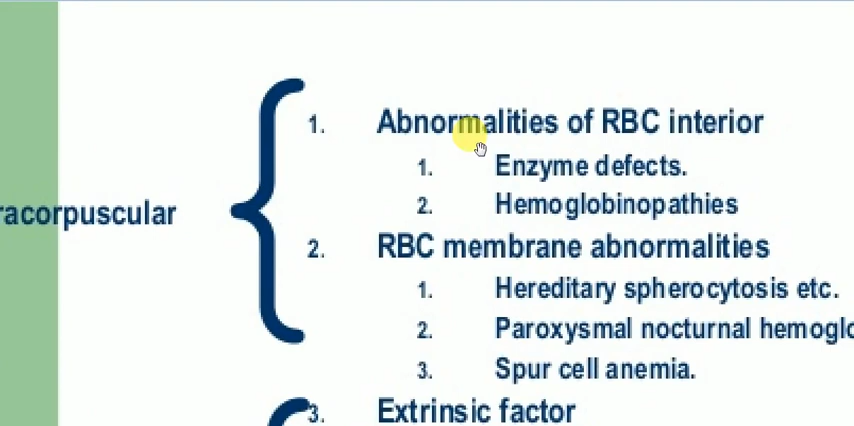 1. Abnormalities of RBC interior
1. Enzyme defects.
2. Hemoglobinopathies
racorpuscular
2. RBC membrane abnormalities
1. Hereditary spherocytosis etc.
2. Paroxysmal nocturnal hemoglo
3. Spur cell anemia.
3. Extrinsic factor